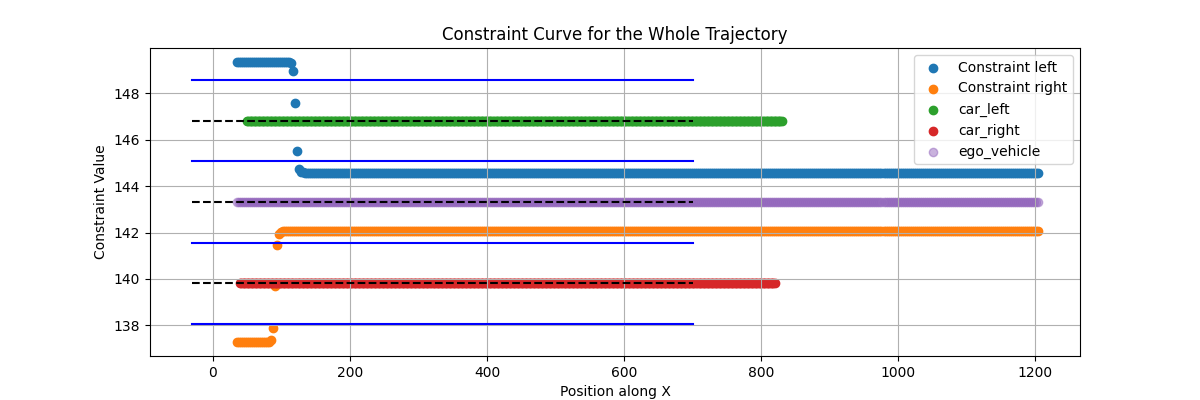 Constraint Curve for the Whole Trajectory
Constraint Value
148
146
144
142
140
138
Constraint left
Constraint right
car_left
car_right
ego_vehicle
0
200
400
600
800
1000
1200
Position along X